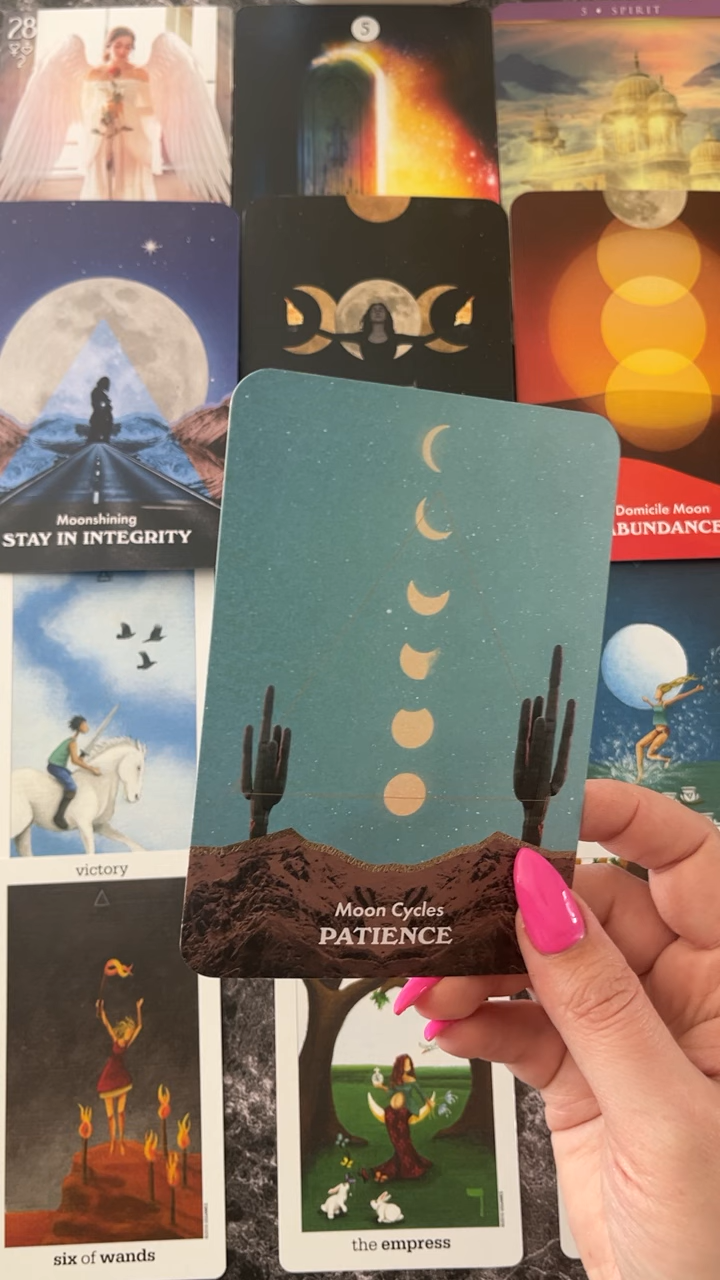 28
5
5 • SPIRIT
Moonshining
STAY IN INTEGRITY
Domicile Moon
ABUNDANCE
victory
Moon Cycles
PATIENCE
six of wands
the empress